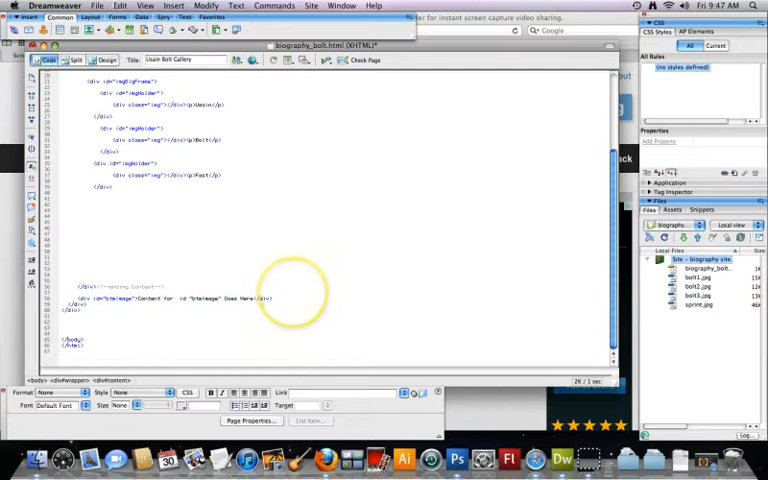 Dreamweaver File Edit View Insert Modify Text Commands Site Window Help Fri 9:47 AM
Insert Common Layout Forms Data Spry Text Favorites
for instant screen capture video sharing.
Google
biography_bolt.html (XHTML)*
Code Split Design Title: Usain Bolt Gallery Check Page
<div id="imgBigFrame">
<div id="imgHolder">
<div class="img"></div><p>Usain</p>
</div>
<div id="imgHolder">
<div class="img"></div><p>Bolt</p>
</div>
<div id="imgHolder">
<div class="img"></div><p>Fast</p>
</div>
</div><!--ending Content-->
<div id="btmimage">Content for id "btmimage" Goes Here</div>
</div>
</div>
</body>
</html>
<body> <div#wrapper> <div#content>
2K / 1 sec
Format None Style None CSS B I Link
Font Default Font Size None Target
Page Properties... List Item...
CSS
CSS Styles AP Elements
All Current
All Rules
(no styles defined)
Properties
Add Property
Application
Tag Inspector
Files
Files Assets Snippets
biography... Local view
Site - biography site
biography_bolt...
bolt1.jpg
bolt2.jpg
bolt3.jpg
sprint.jpg
Log...